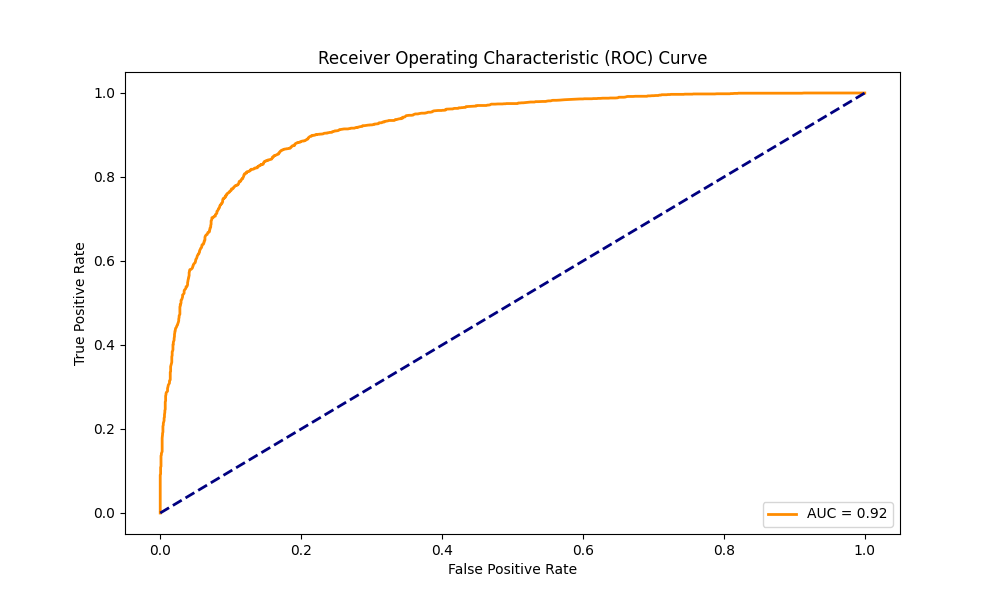 Receiver Operating Characteristic (ROC) Curve
True Positive Rate
1.0
0.8
0.6
0.4
0.2
0.0
AUC = 0.92
0.0 0.2 0.4 0.6 0.8 1.0
False Positive Rate